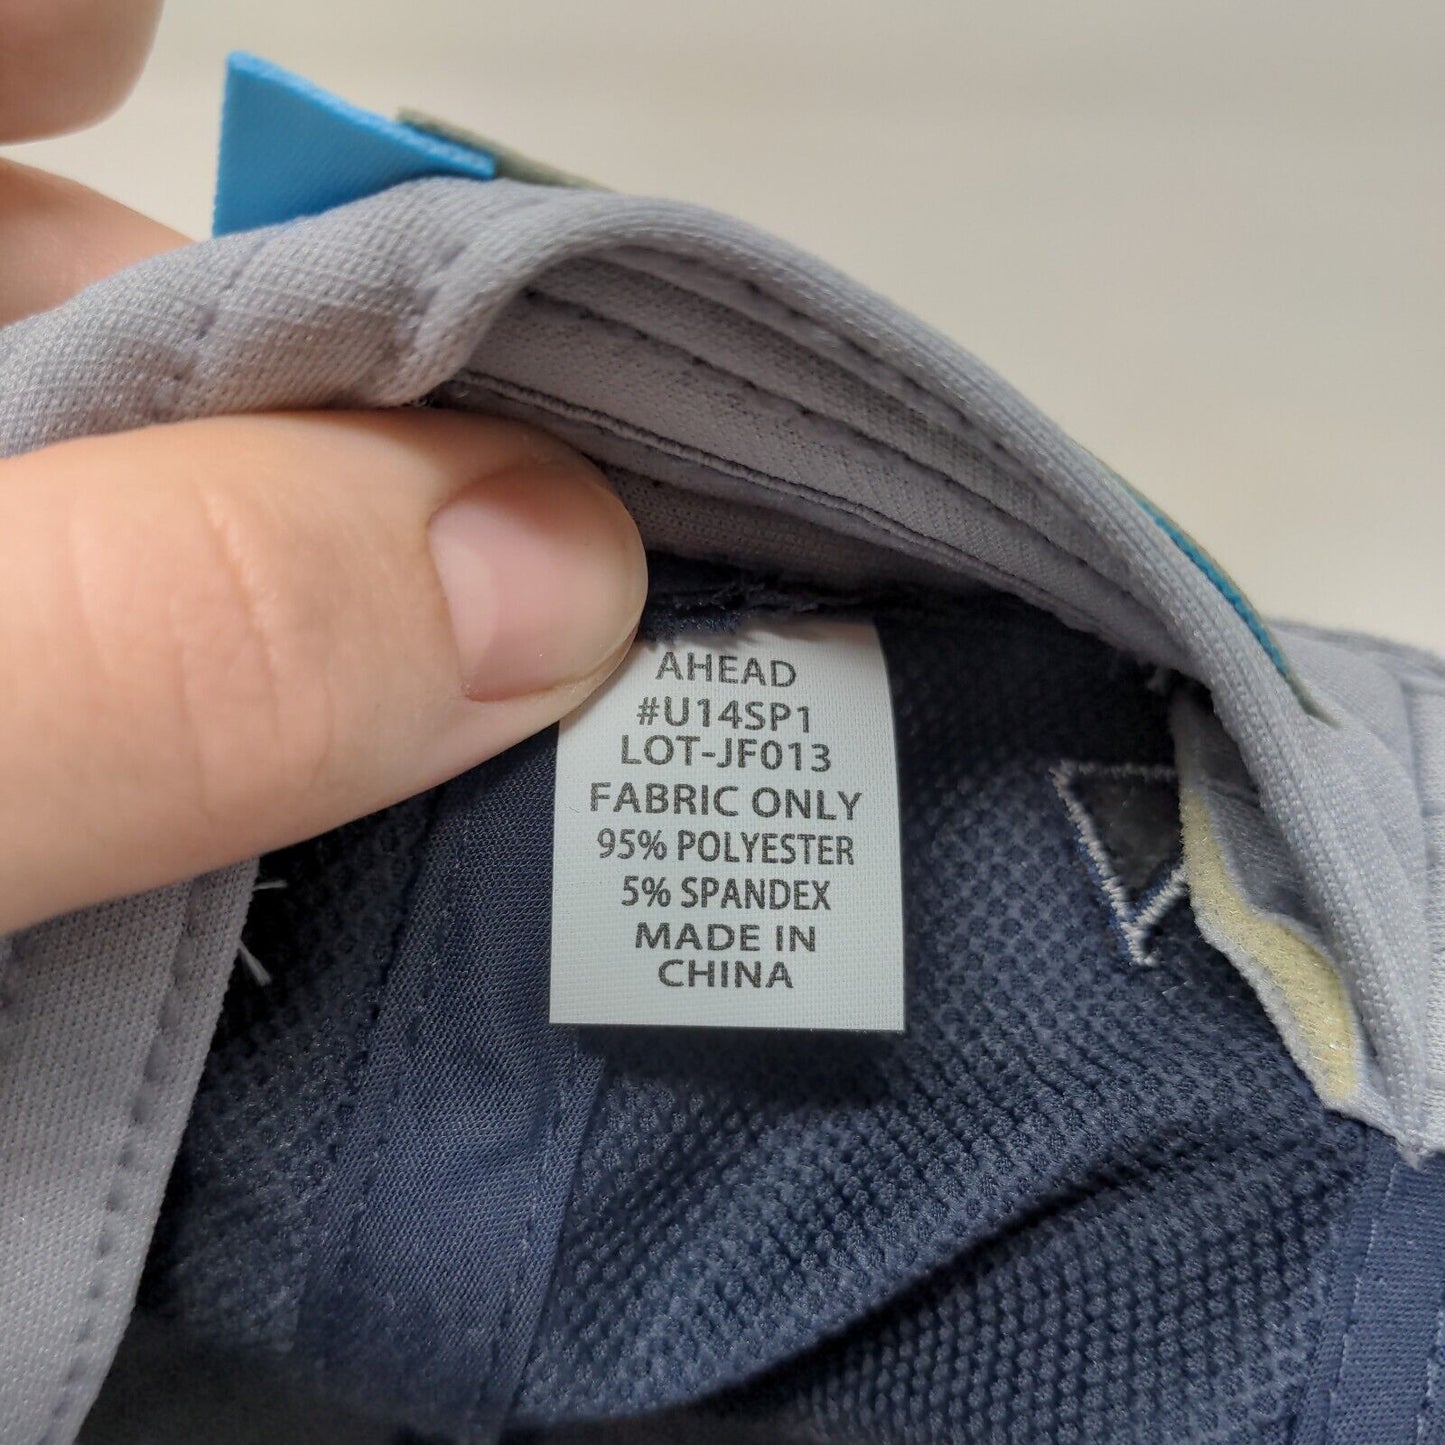 AHEAD
#U14SP1
LOT-JF013
FABRIC ONLY
95% POLYESTER
5% SPANDEX
MADE IN
CHINA